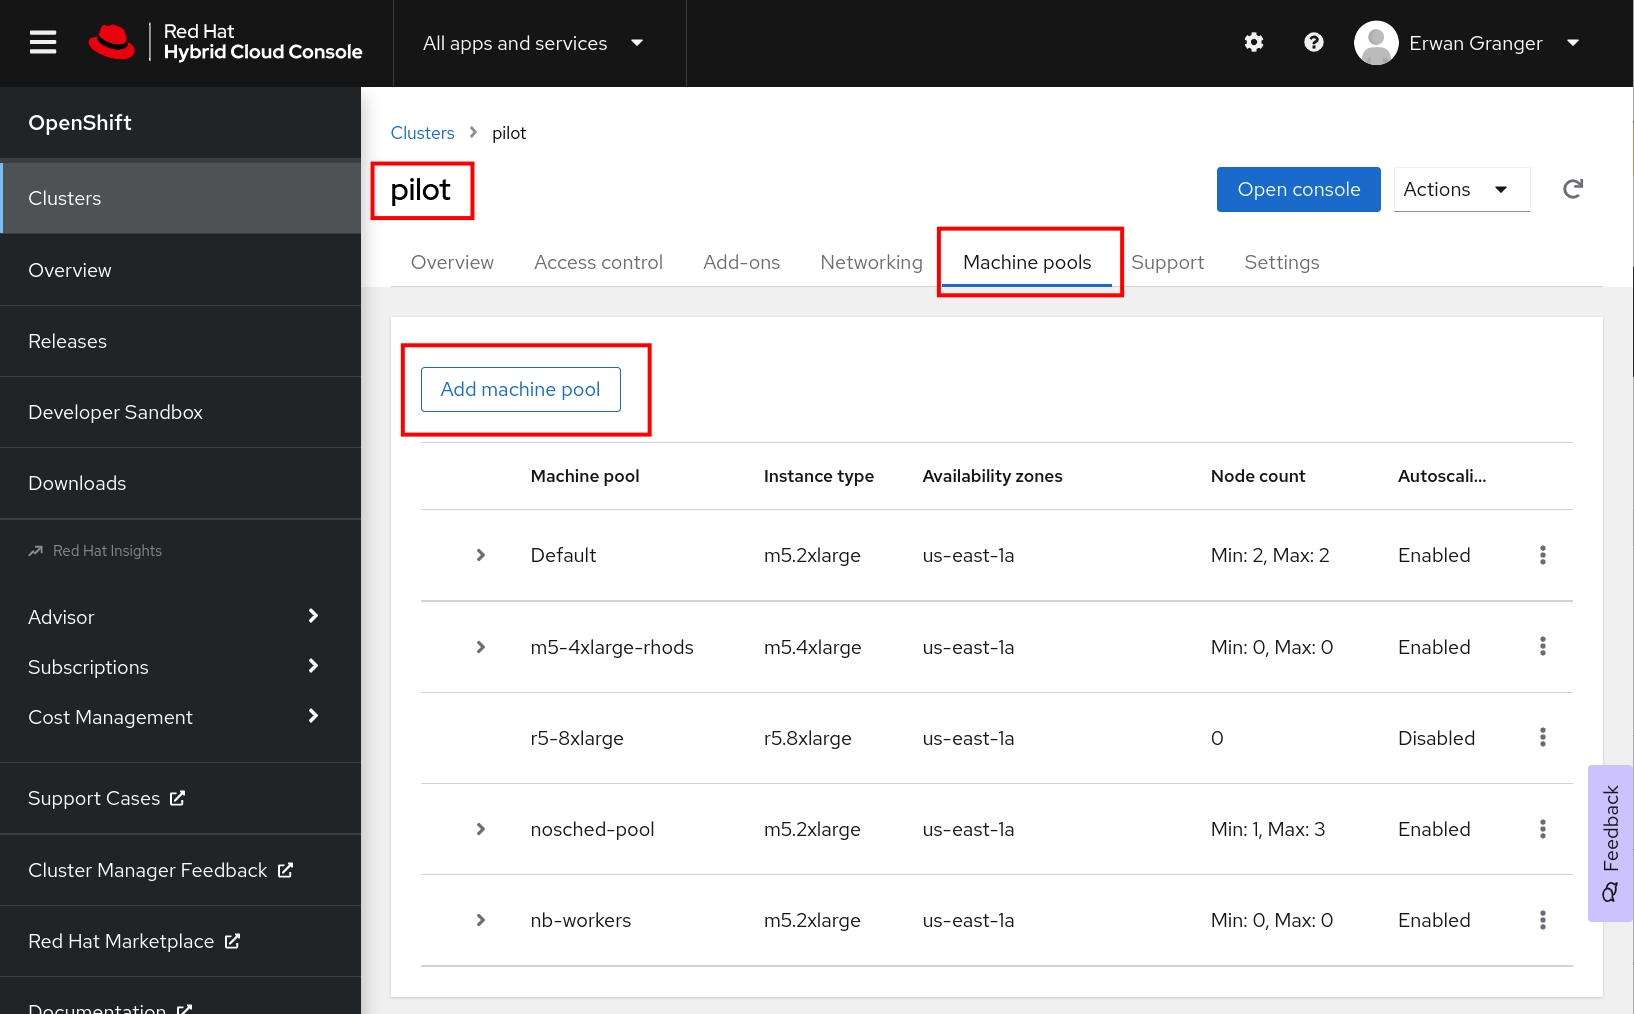 Red Hat
Hybrid Cloud Console
All apps and services
Erwan Granger
OpenShift
Clusters
Overview
Releases
Developer Sandbox
Downloads
Red Hat Insights
Advisor
Subscriptions
Cost Management
Support Cases
Cluster Manager Feedback
Red Hat Marketplace
Documentation
Clusters > pilot
pilot
Open console
Actions
Overview Access control Add-ons Networking Machine pools Support Settings
Add machine pool
Machine pool Instance type Availability zones Node count Autoscali...
Default m5.2xlarge us-east-1a Min: 2, Max: 2 Enabled
m5-4xlarge-rhods m5.4xlarge us-east-1a Min: 0, Max: 0 Enabled
r5-8xlarge r5.8xlarge us-east-1a 0 Disabled
nosched-pool m5.2xlarge us-east-1a Min: 1, Max: 3 Enabled
nb-workers m5.2xlarge us-east-1a Min: 0, Max: 0 Enabled
Feedback